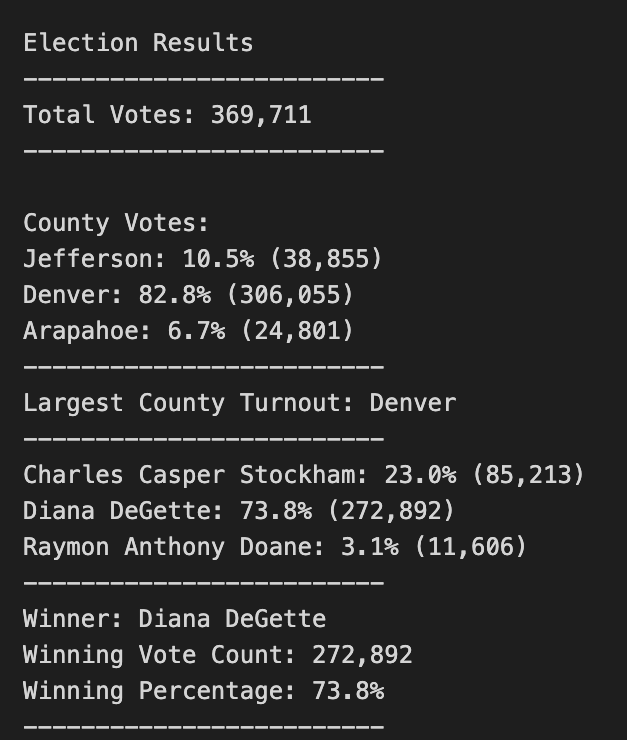 Election Results
-------------------------
Total Votes: 369,711
-------------------------

County Votes:
Jefferson: 10.5% (38,855)
Denver: 82.8% (306,055)
Arapahoe: 6.7% (24,801)
-------------------------
Largest County Turnout: Denver
-------------------------
Charles Casper Stockham: 23.0% (85,213)
Diana DeGette: 73.8% (272,892)
Raymon Anthony Doane: 3.1% (11,606)
-------------------------
Winner: Diana DeGette
Winning Vote Count: 272,892
Winning Percentage: 73.8%
-------------------------